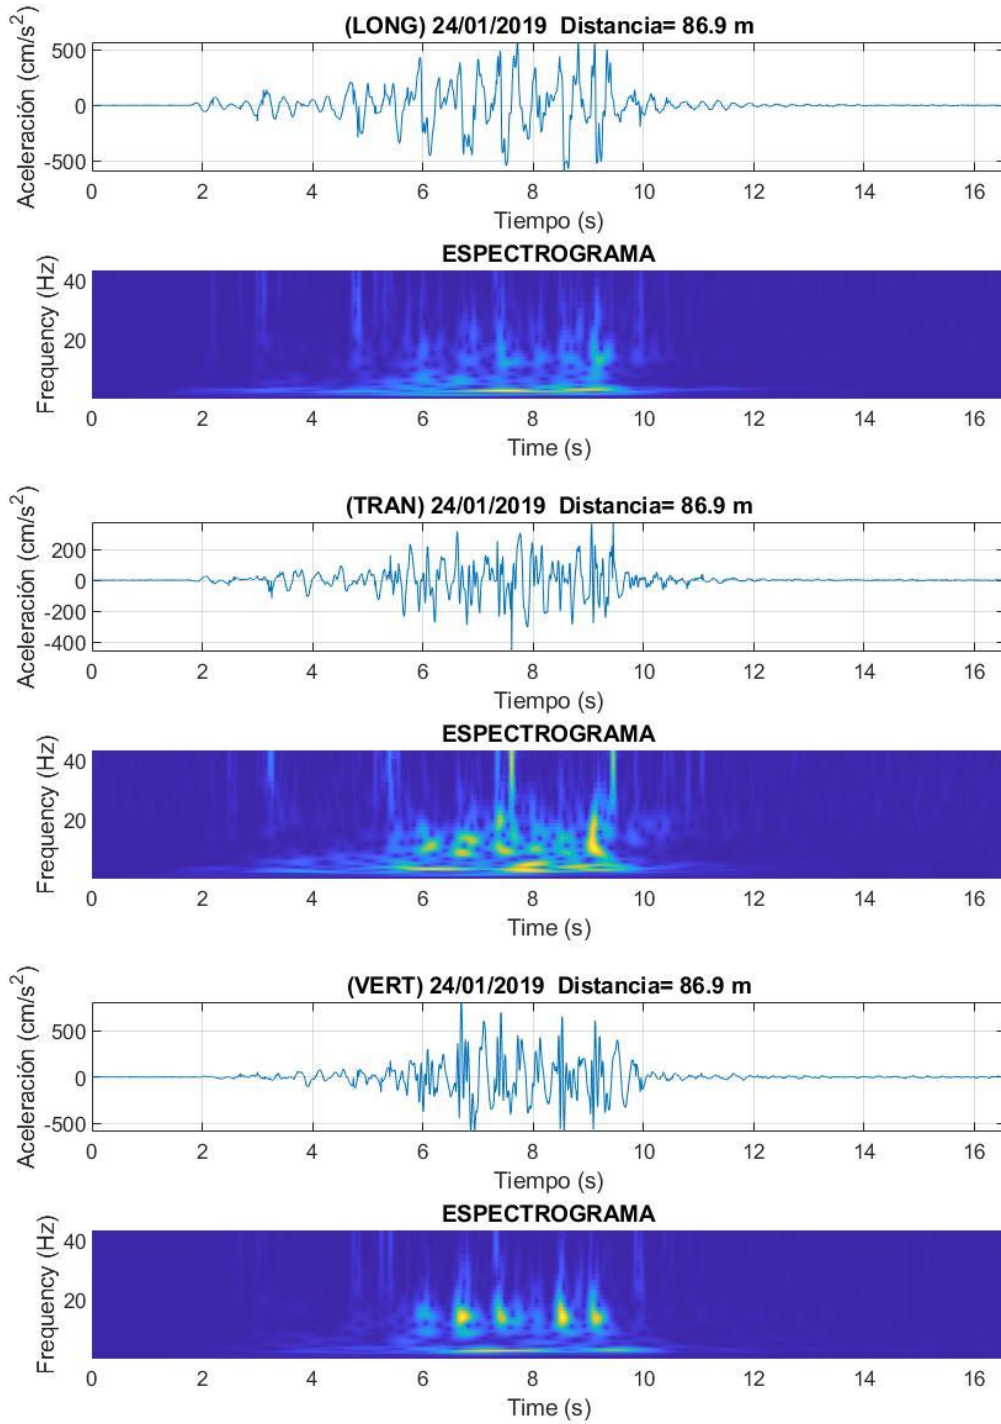 (LONG) 24/01/2019 Distancia= 86.9 m
Aceleración (cm/s²)
500
0
-500
0 2 4 6 8 10 12 14 16
Tiempo (s)
ESPECTROGRAMA
Frequency (Hz)
40
20
0 2 4 6 8 10 12 14 16
Time (s)
(TRAN) 24/01/2019 Distancia= 86.9 m
Aceleración (cm/s²)
200
0
-200
-400
0 2 4 6 8 10 12 14 16
Tiempo (s)
ESPECTROGRAMA
Frequency (Hz)
40
20
0 2 4 6 8 10 12 14 16
Time (s)
(VERT) 24/01/2019 Distancia= 86.9 m
Aceleración (cm/s²)
500
0
-500
0 2 4 6 8 10 12 14 16
Tiempo (s)
ESPECTROGRAMA
Frequency (Hz)
40
20
0 2 4 6 8 10 12 14 16
Time (s)